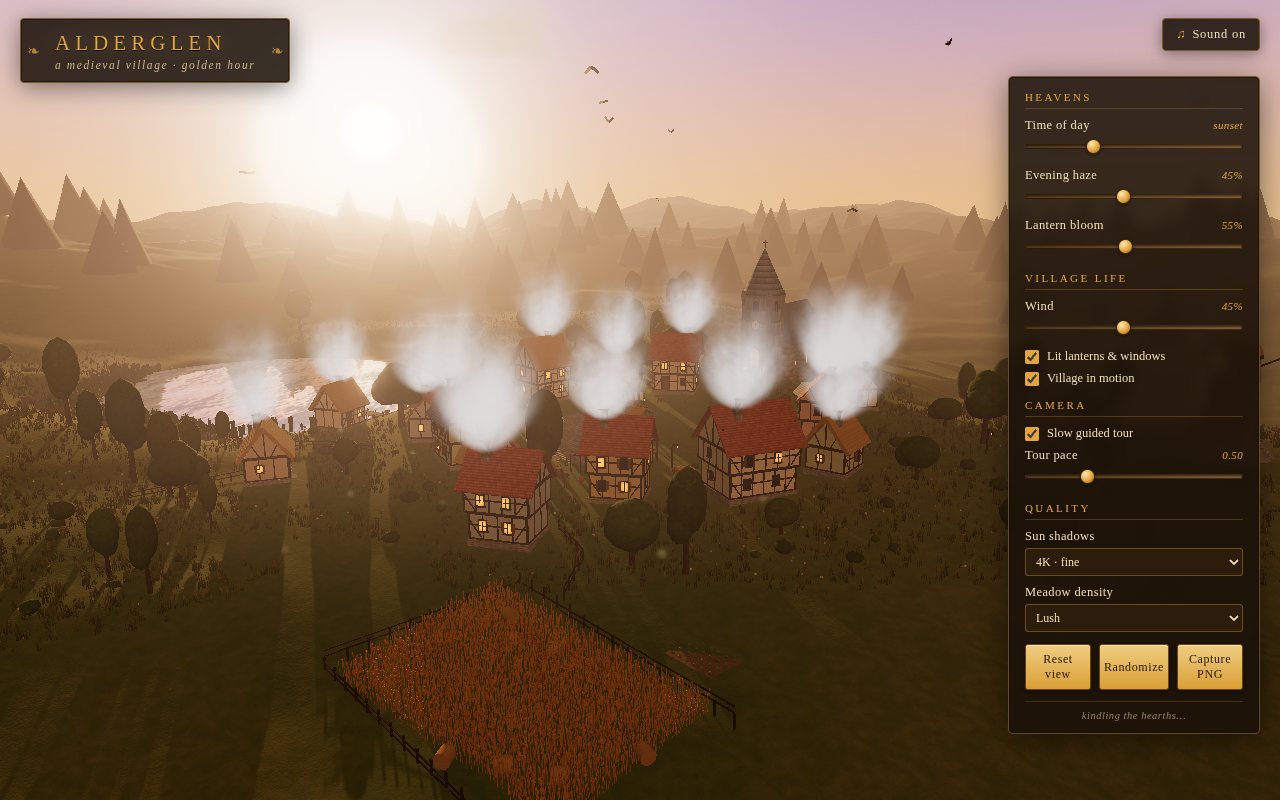 ALDERGLEN
a medieval village · golden hour
♫ Sound on
HEAVENS
Time of day sunset
Evening haze 45%
Lantern bloom 55%
VILLAGE LIFE
Wind 45%
Lit lanterns & windows
Village in motion
CAMERA
Slow guided tour
Tour pace 0.50
QUALITY
Sun shadows
4K · fine
Meadow density
Lush
Reset view
Randomize
Capture PNG
kindling the hearths...